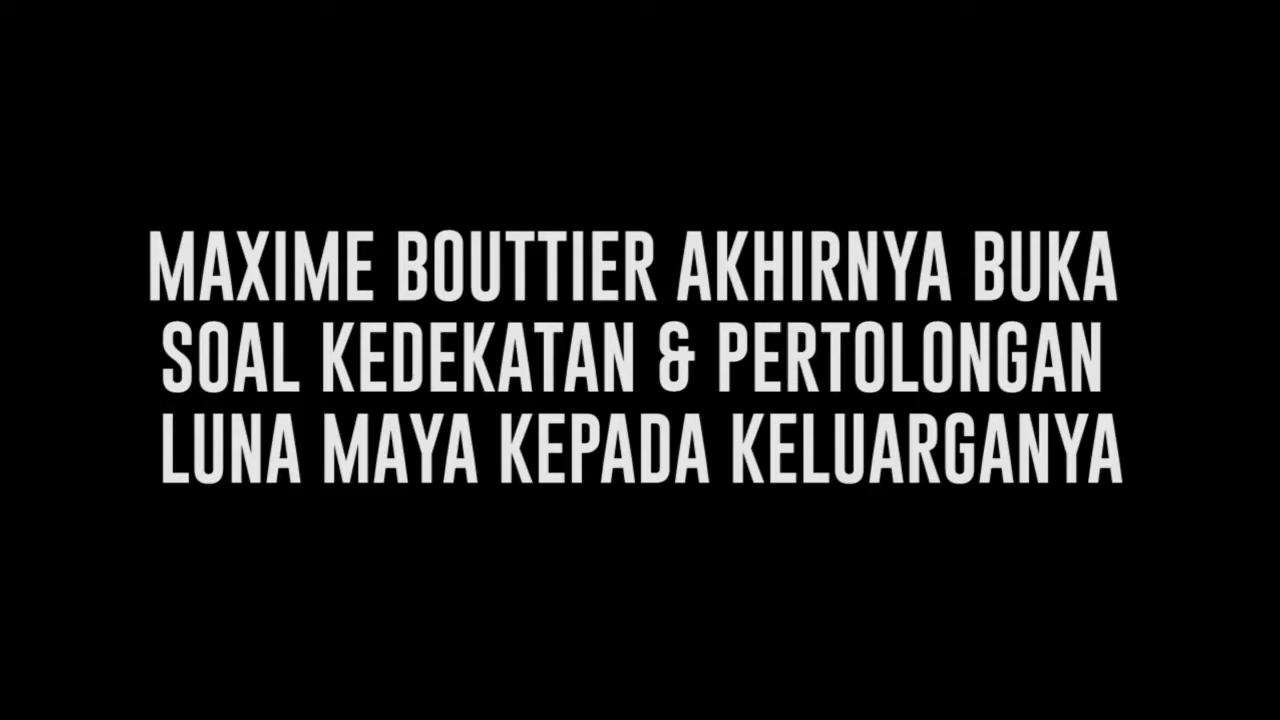 MAXIME BOUTTIER AKHIRNYA BUKA
SOAL KEDEKATAN & PERTOLONGAN
LUNA MAYA KEPADA KELUARGANYA